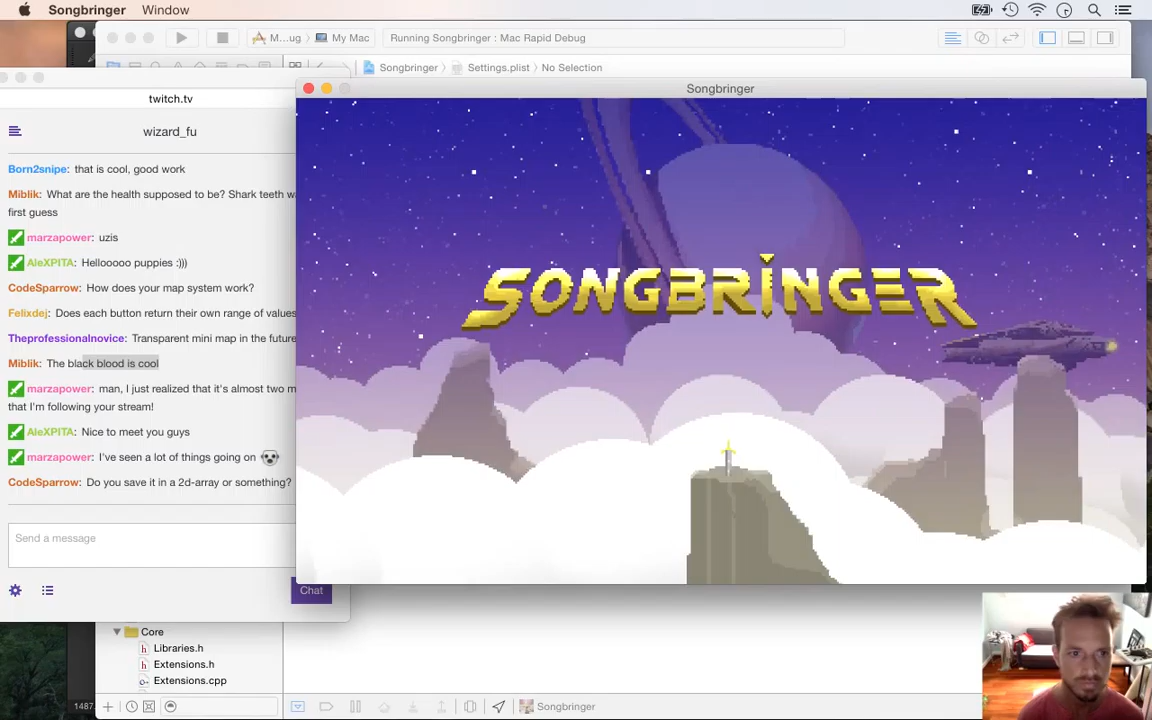 Songbringer Window
M...ug My Mac Running Songbringer : Mac Rapid Debug
Songbringer Settings.plist No Selection
twitch.tv
Songbringer
wizard_fu
Born2snipe: that is cool, good work
Miblik: What are the health supposed to be? Shark teeth
first guess
marzapower: uzis
AleXPITA: Hellooooo puppies :)))
CodeSparrow: How does your map system work?
Felixdej: Does each button return their own range of values
Theprofessionalnovice: Transparent mini map in the future
Miblik: The black blood is cool
marzapower: man, I just realized that it's almost two
that I'm following your stream!
AleXPITA: Nice to meet you guys
marzapower: I've seen a lot of things going on
CodeSparrow: Do you save it in a 2d-array or something?
Send a message
Chat
SONGBRINGER
Core
Libraries.h
Extensions.h
Extensions.cpp
1487
Songbringer